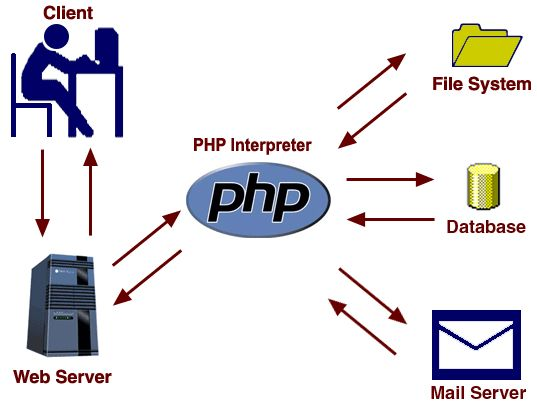 Client
File System
PHP Interpreter
php
Database
Web Server
Mail Server